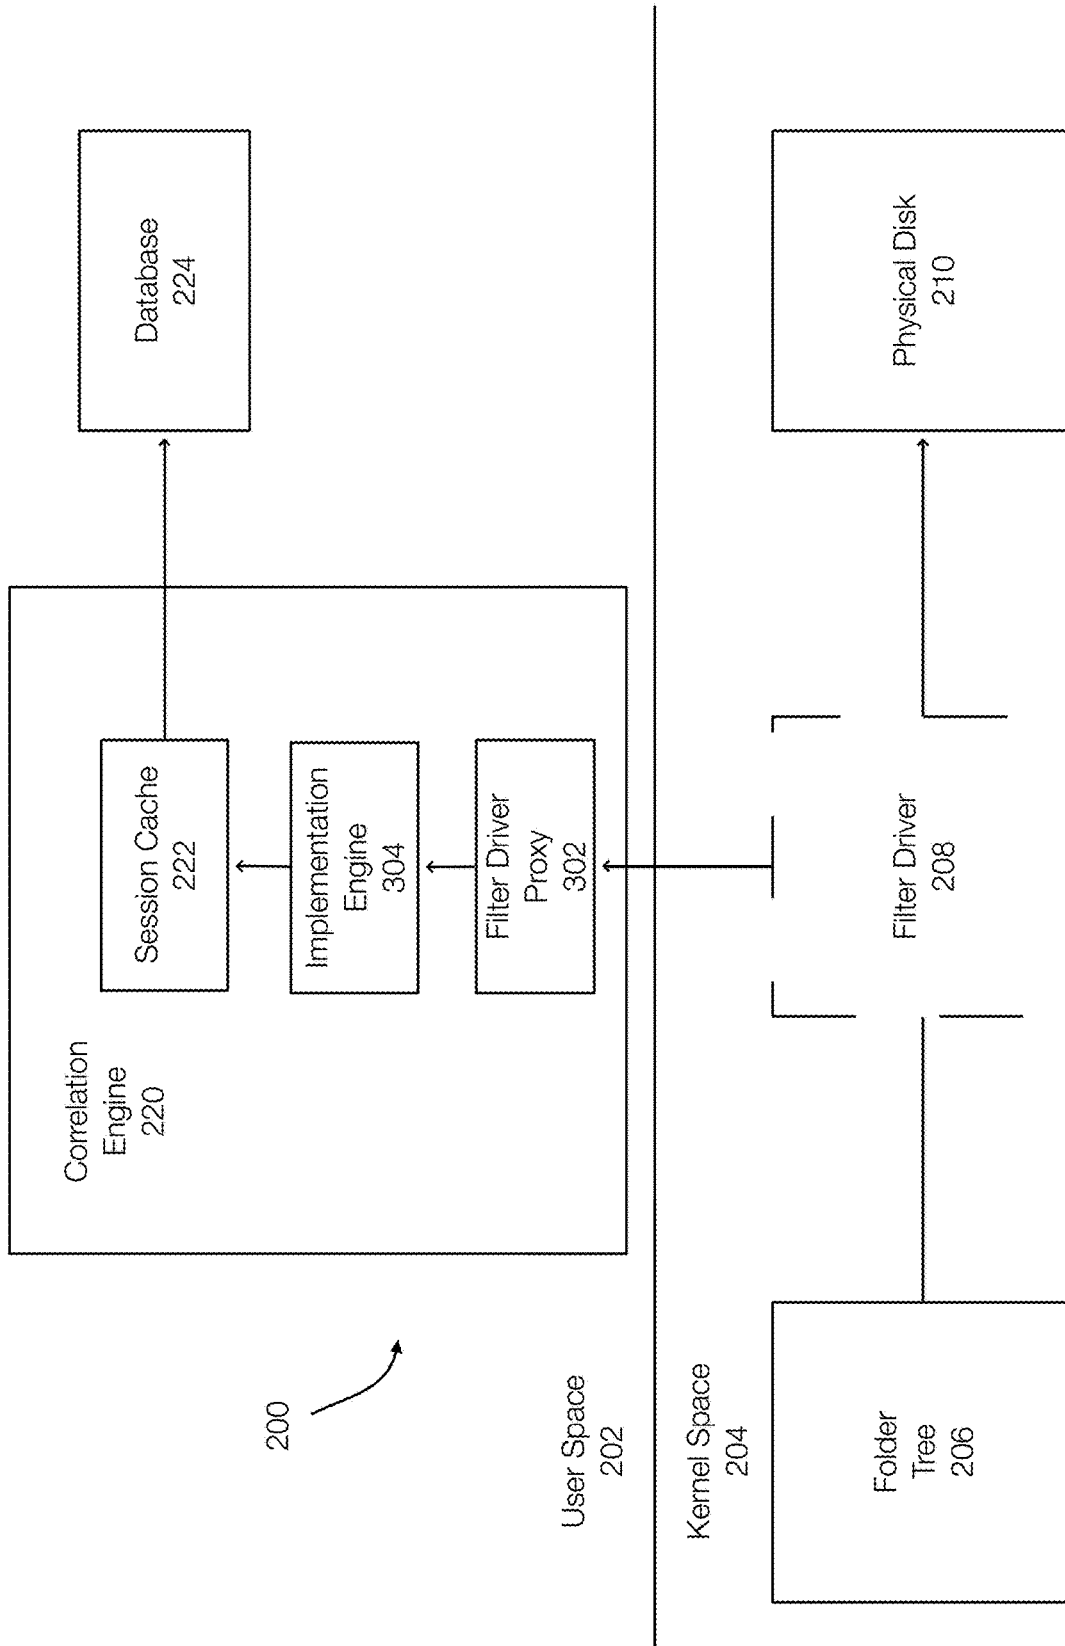 200
Correlation
Engine
220
Session Cache
222
Implementation
Engine
304
Filter Driver
Proxy
302
Database
224
User Space
202
Kernel Space
204
Folder
Tree
206
Filter Driver
208
Physical Disk
210